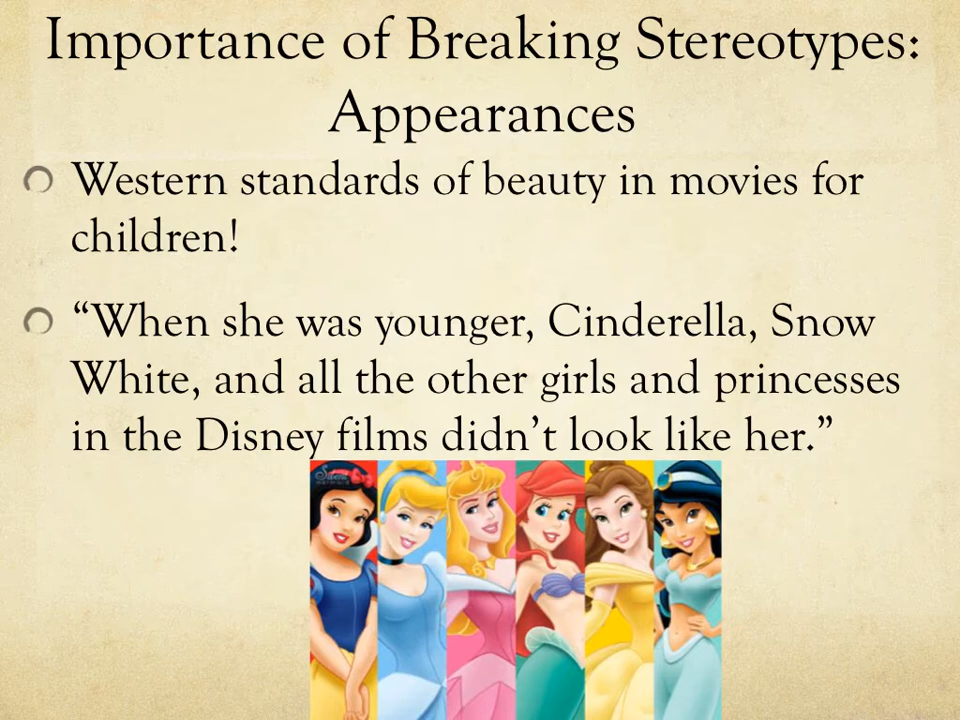 Importance of Breaking Stereotypes:
Appearances
Western standards of beauty in movies for
children!
“When she was younger, Cinderella, Snow
White, and all the other girls and princesses
in the Disney films didn’t look like her.”
Silent